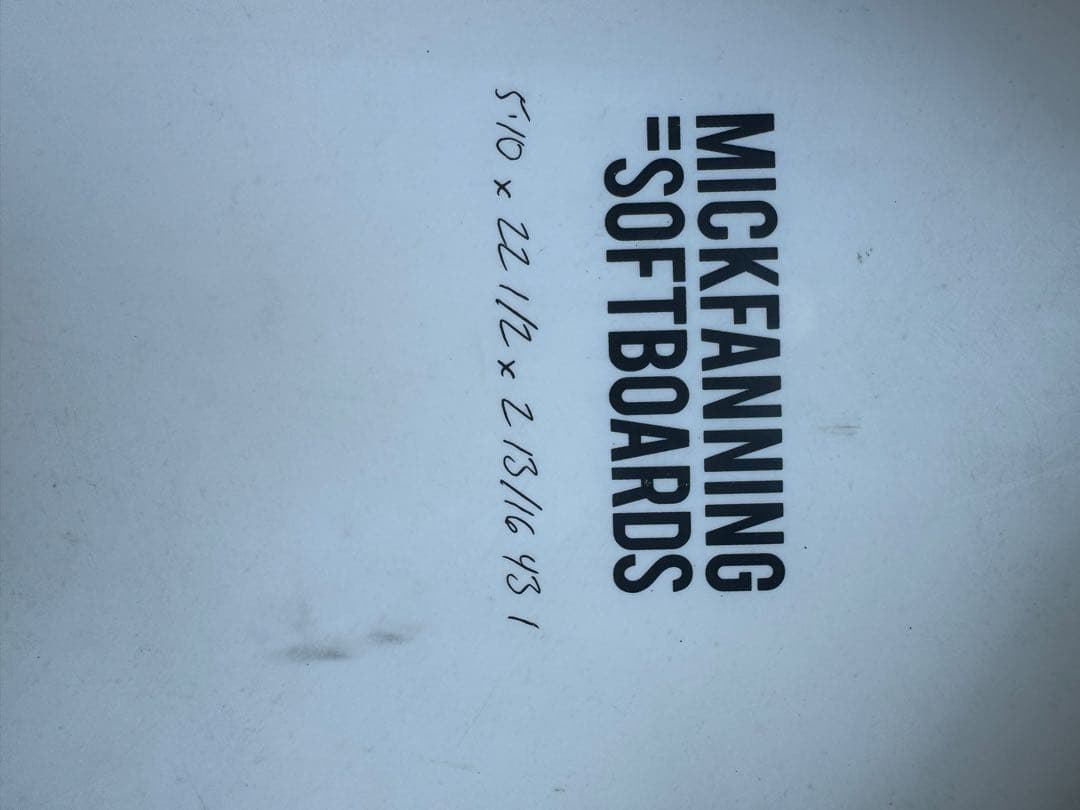 MICKFANNING
=SOFTBOARDS
5'10 x 22 1/2 x 2 13/16 43 l